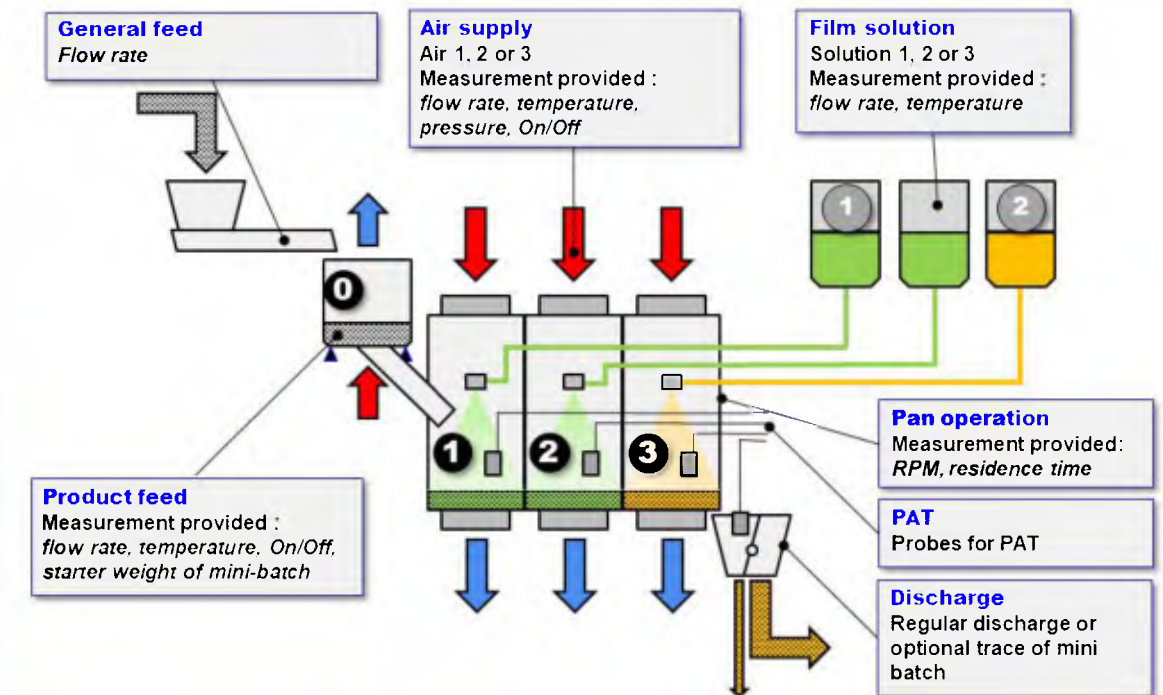 General feed
Flow rate
Air supply
Air 1, 2 or 3
Measurement provided :
flow rate, temperature,
pressure, On/Off
Film solution
Solution 1, 2 or 3
Measurement provided :
flow rate, temperature
1
2
0
1
2
3
Pan operation
Measurement provided:
RPM, residence time
Product feed
Measurement provided :
flow rate, temperature, On/Off,
starter weight of mini-batch
PAT
Probes for PAT
Discharge
Regular discharge or
optional trace of mini
batch